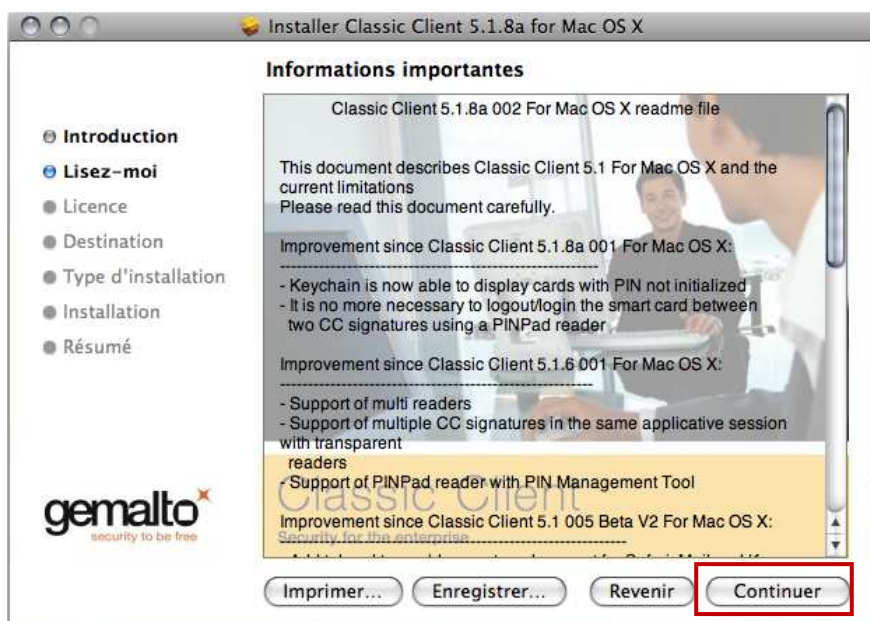 Installer Classic Client 5.1.8a for Mac OS X
Informations importantes
Introduction
Lisez-moi
Licence
Destination
Type d'installation
Installation
Résumé
gemalto
security to be free
Classic Client 5.1.8a 002 For Mac OS X readme file
This document describes Classic Client 5.1 For Mac OS X and the
current limitations
Please read this document carefully.
Improvement since Classic Client 5.1.8a 001 For Mac OS X:
- Keychain is now able to display cards with PIN not initialized
- It is no more necessary to logout/login the smart card between
two CC signatures using a PINPad reader
Improvement since Classic Client 5.1.6 001 For Mac OS X:
- Support of multi readers
- Support of multiple CC signatures in the same applicative session
with transparent
readers
- Support of PINPad reader with PIN Management Tool
Classic Client
Improvement since Classic Client 5.1 005 Beta V2 For Mac OS X:
Security for the enterprise
Imprimer...
Enregistrer...
Revenir
Continuer